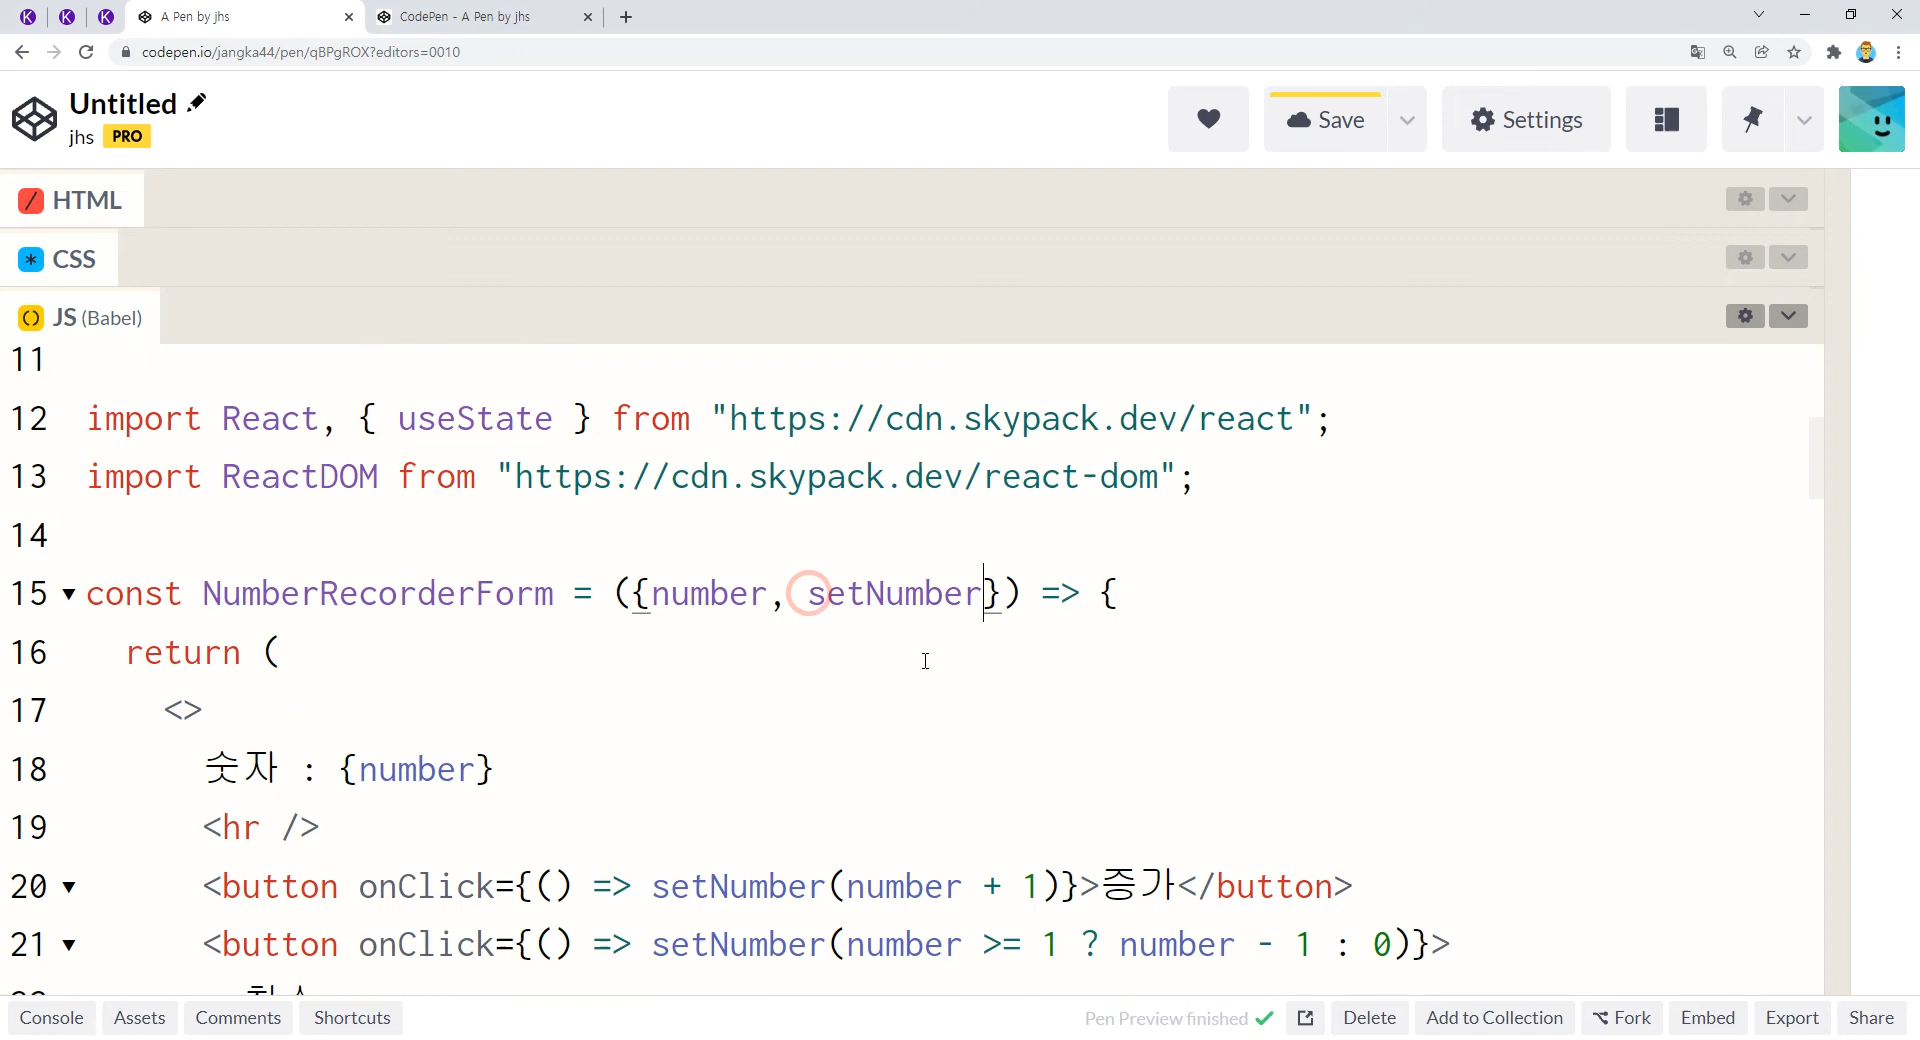 A Pen by jhs
CodePen - A Pen by jhs
codepen.io/jangka44/pen/qBPgROX?editors=0010
Untitled
jhs PRO
Save
Settings
HTML
CSS
JS (Babel)
11
12 import React, { useState } from "https://cdn.skypack.dev/react";
13 import ReactDOM from "https://cdn.skypack.dev/react-dom";
14
15 const NumberRecorderForm = ({number, setNumber}) => {
16 return (
17 <>
18 숫자 : {number}
19 <hr />
20 <button onClick={() => setNumber(number + 1)}>증가</button>
21 <button onClick={() => setNumber(number >= 1 ? number - 1 : 0)}>
Console Assets Comments Shortcuts Pen Preview finished Delete Add to Collection Fork Embed Export Share